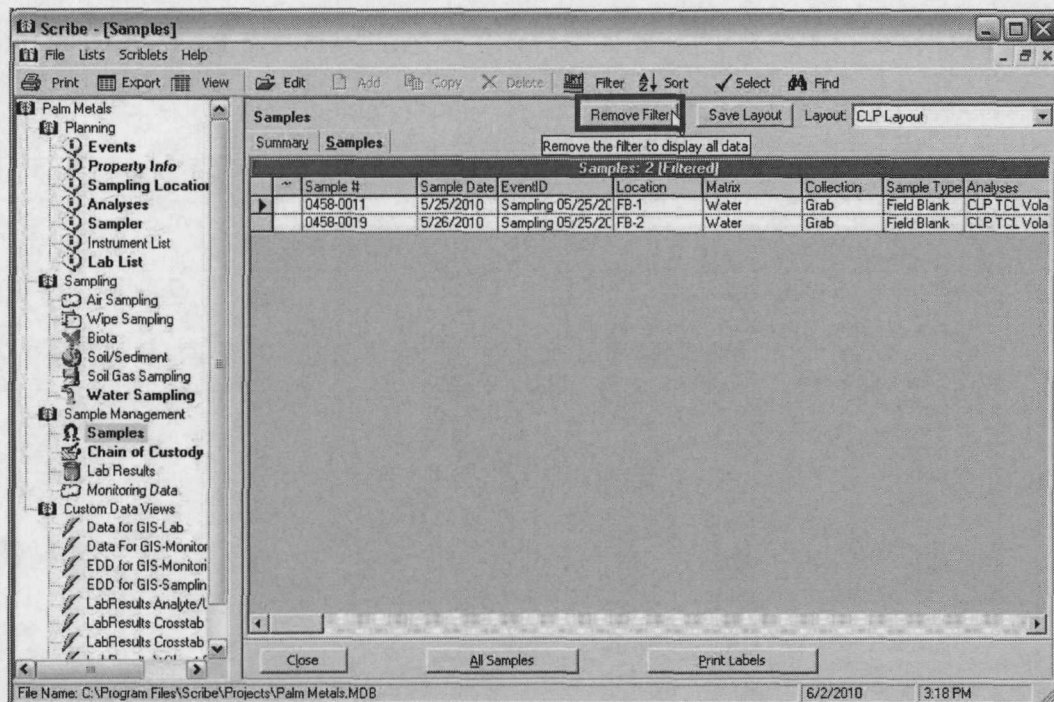 Scribe - [Samples]
File Lists Scriblets Help
Print Export View Edit Add Copy Delete Filter Sort Select Find
Palm Metals
Planning
Events
Property Info
Sampling Location
Analyses
Sampler
Instrument List
Lab List
Sampling
Air Sampling
Wipe Sampling
Biota
Soil/Sediment
Soil Gas Sampling
Water Sampling
Sample Management
Samples
Chain of Custody
Lab Results
Monitoring Data
Custom Data Views
Data for GIS-Lab
Data For GIS-Monitor
EDD for GIS-Monitori
EDD for GIS-Samplin
LabResults Analyte/L
LabResults Crosstab
LabResults Crosstab
Samples
Remove Filter Save Layout Layout: CLP Layout
Summary Samples
Remove the filter to display all data
Samples: 2 [Filtered]
Sample # Sample Date EventID Location Matrix Collection Sample Type Analyses
0458-0011 5/25/2010 Sampling 05/25/20 FB-1 Water Grab Field Blank CLP TCL Vola
0458-0019 5/26/2010 Sampling 05/25/20 FB-2 Water Grab Field Blank CLP TCL Vola
Close All Samples Print Labels
File Name: C:\Program Files\Scribe\Projects\Palm Metals.MDB 6/2/2010 3:18 PM